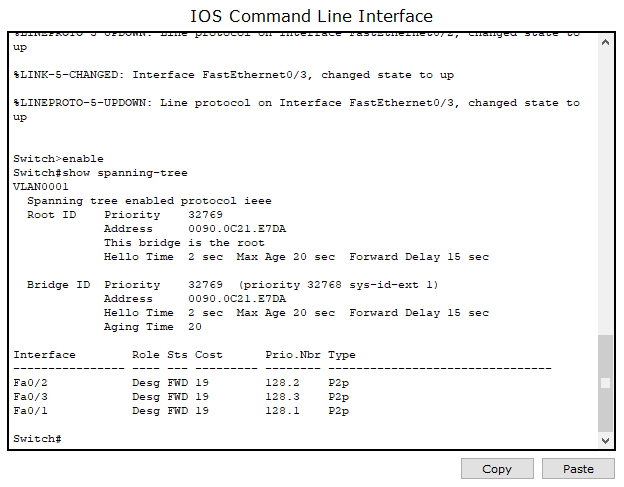 IOS Command Line Interface
%LINEPROTO-5-UPDOWN: Line protocol on Interface FastEthernet0/2, changed state to
up
%LINK-5-CHANGED: Interface FastEthernet0/3, changed state to up
%LINEPROTO-5-UPDOWN: Line protocol on Interface FastEthernet0/3, changed state to
up
Switch>enable
Switch#show spanning-tree
VLAN0001
  Spanning tree enabled protocol ieee
  Root ID    Priority    32769
             Address     0090.0C21.E7DA
             This bridge is the root
             Hello Time  2 sec  Max Age 20 sec  Forward Delay 15 sec
  Bridge ID  Priority    32769  (priority 32768 sys-id-ext 1)
             Address     0090.0C21.E7DA
             Hello Time  2 sec  Max Age 20 sec  Forward Delay 15 sec
             Aging Time  20
Interface        Role Sts Cost      Prio.Nbr Type
---------------- ---- --- --------- -------- --------------------------------
Fa0/2            Desg FWD 19        128.2    P2p
Fa0/3            Desg FWD 19        128.3    P2p
Fa0/1            Desg FWD 19        128.1    P2p
Switch#
Copy Paste